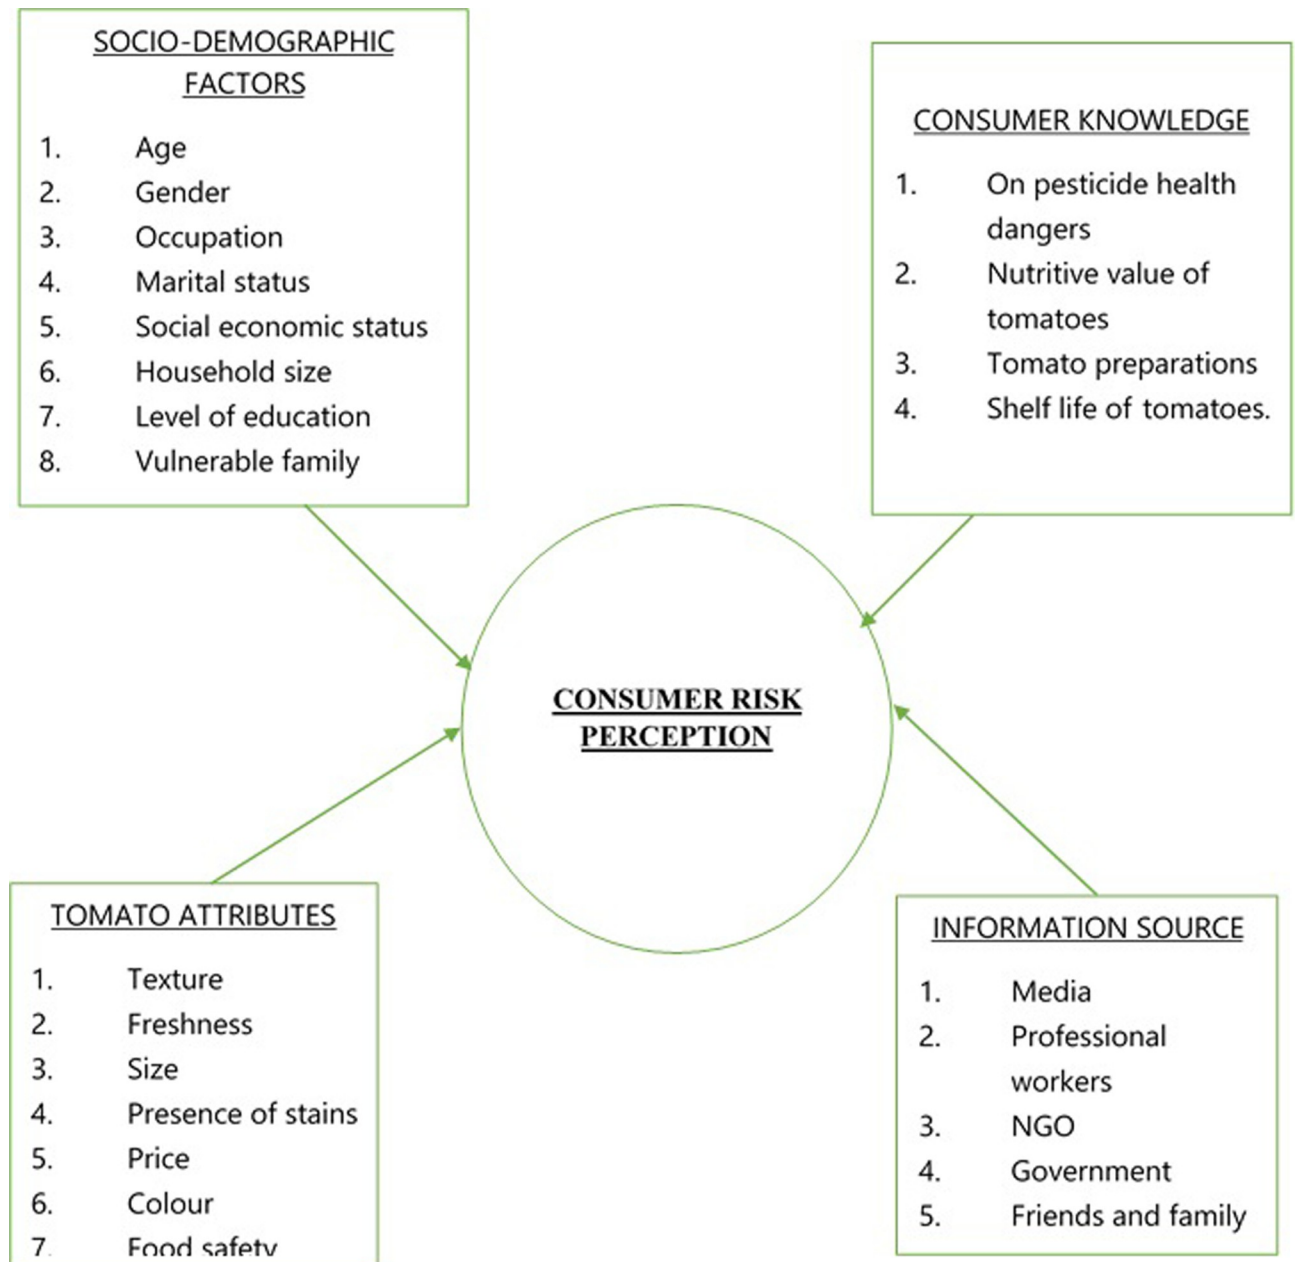 SOCIO-DEMOGRAPHIC
FACTORS
1. Age
2. Gender
3. Occupation
4. Marital status
5. Social economic status
6. Household size
7. Level of education
8. Vulnerable family
CONSUMER KNOWLEDGE
1. On pesticide health
dangers
2. Nutritive value of
tomatoes
3. Tomato preparations
4. Shelf life of tomatoes.
CONSUMER RISK
PERCEPTION
TOMATO ATTRIBUTES
1. Texture
2. Freshness
3. Size
4. Presence of stains
5. Price
6. Colour
7. Food safety
INFORMATION SOURCE
1. Media
2. Professional
workers
3. NGO
4. Government
5. Friends and family